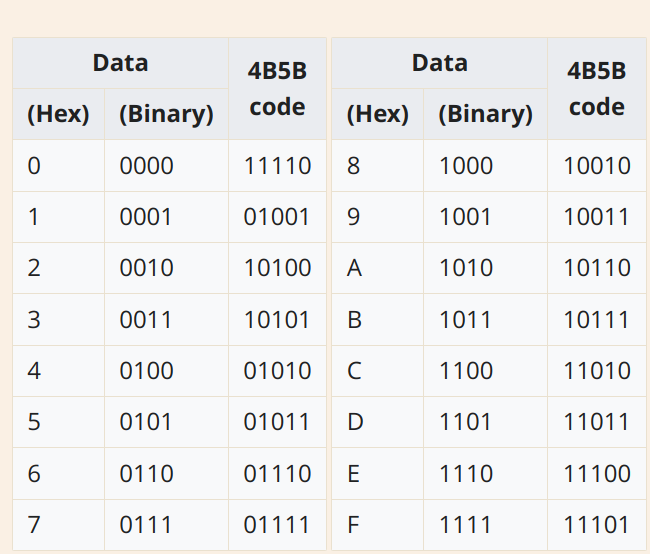 Data 4B5B code Data 4B5B code
(Hex) (Binary) (Hex) (Binary)
0 0000 11110 8 1000 10010
1 0001 01001 9 1001 10011
2 0010 10100 A 1010 10110
3 0011 10101 B 1011 10111
4 0100 01010 C 1100 11010
5 0101 01011 D 1101 11011
6 0110 01110 E 1110 11100
7 0111 01111 F 1111 11101